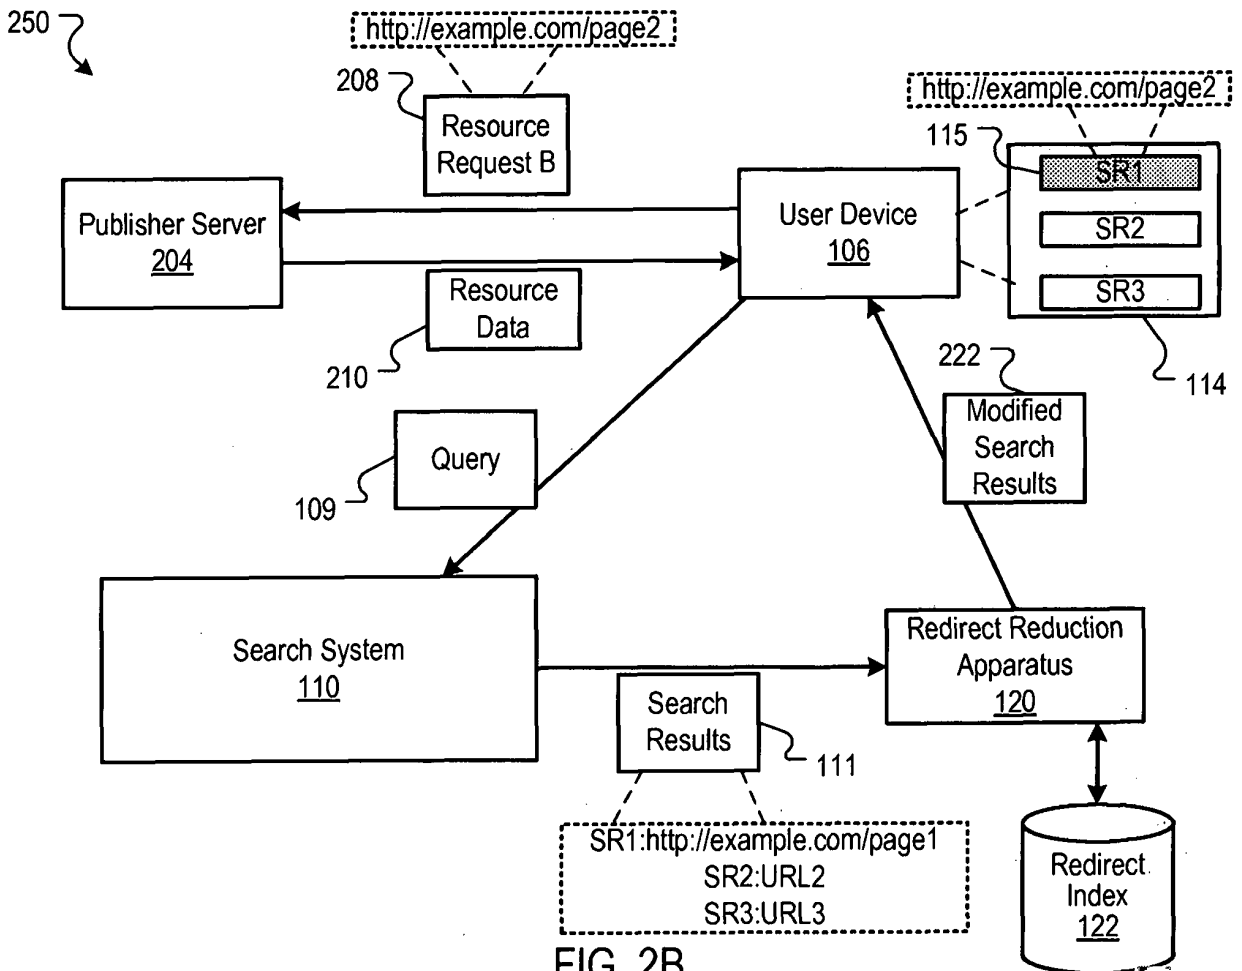 250
http://example.com/page2
208
Resource
Request B
http://example.com/page2
115
SR1
SR2
SR3
114
Publisher Server
204
User Device
106
Resource
Data
210
222
Modified
Search
Results
Query
109
Search System
110
Redirect Reduction
Apparatus
120
Search
Results
111
SR1:http://example.com/page1
SR2:URL2
SR3:URL3
Redirect
Index
122
FIG. 2B